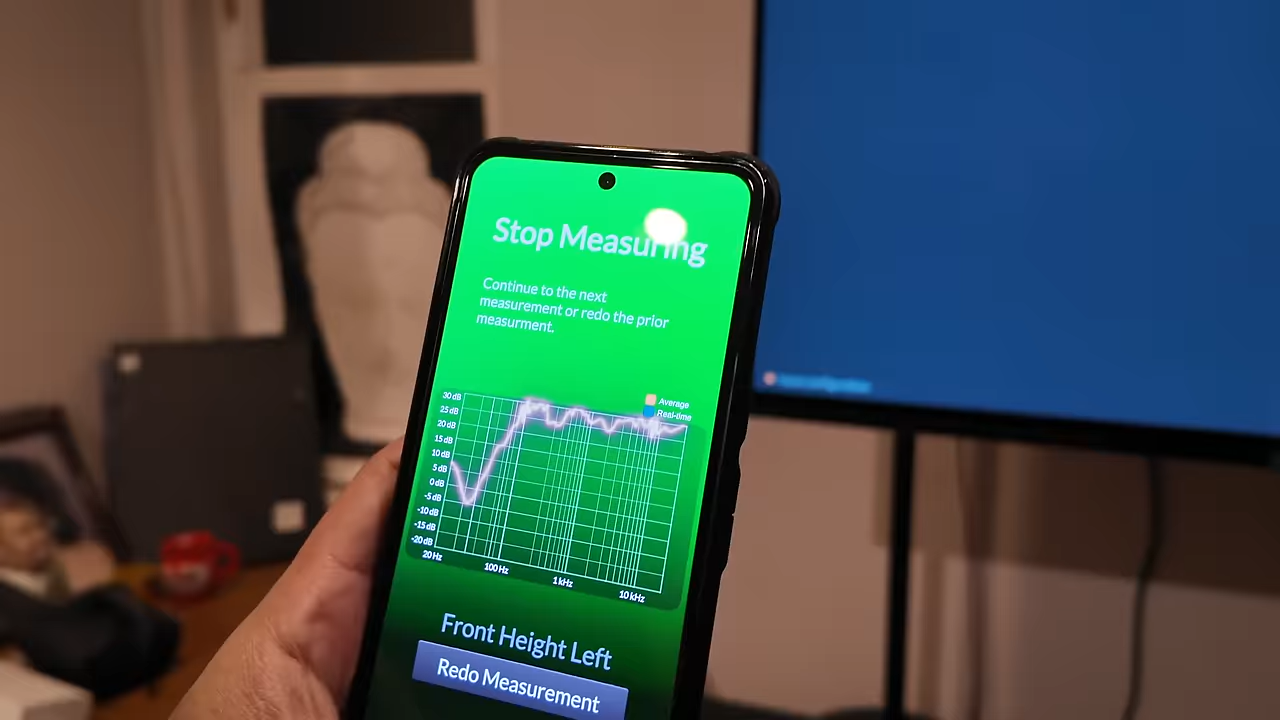 Stop Measuring
Continue to the next
measurement or redo the prior
measurment.
30 dB
25 dB
20 dB
15 dB
10 dB
5 dB
0 dB
-5 dB
-10 dB
-15 dB
-20 dB
Average
Real-time
20 Hz
100 Hz
1 kHz
10 kHz
Front Height Left
Redo Measurement